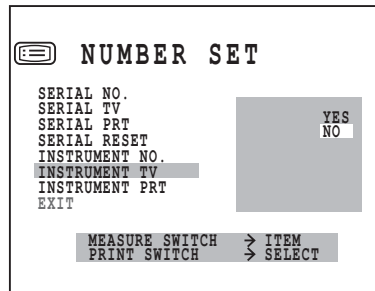 NUMBER SET
SERIAL NO.
SERIAL TV
SERIAL PRT
SERIAL RESET
INSTRUMENT NO.
INSTRUMENT TV
INSTRUMENT PRT
EXIT
YES
NO
MEASURE SWITCH → ITEM
PRINT SWITCH → SELECT